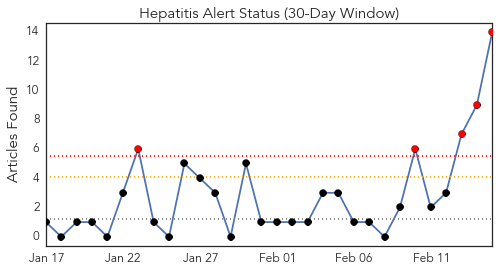 Hepatitis Alert Status (30-Day Window)
Articles Found
14
12
10
8
6
4
2
0
Jan 17
Jan 22
Jan 27
Feb 01
Feb 06
Feb 11